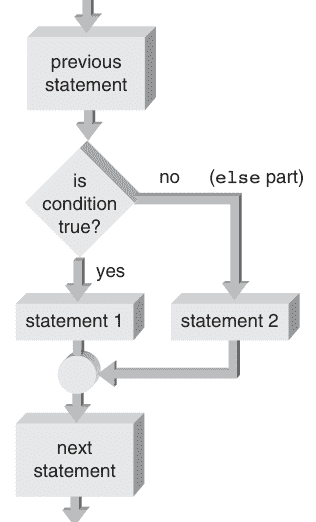 previous
statement
is
condition
true?
no (else part)
yes
statement 1
statement 2
next
statement